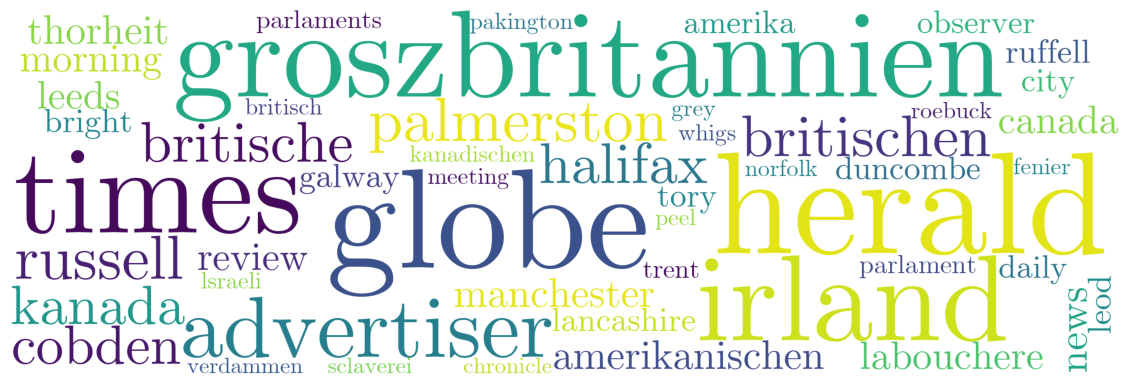 parlaments pakington amerika observer
thorheit groszbritannien ruffell
morning city
leeds britisch grey roebuck canada
bright palmerston whigs britischen
britische kanadischen halifax norfolk duncombe fenier
times galway meeting tory herald
globe peel
russell review trent parlament daily
lsraeli
kanada manchester irland news leod
advertiser lancashire
cobden amerikanischen labouchere
verdammen sclaverei chronicle